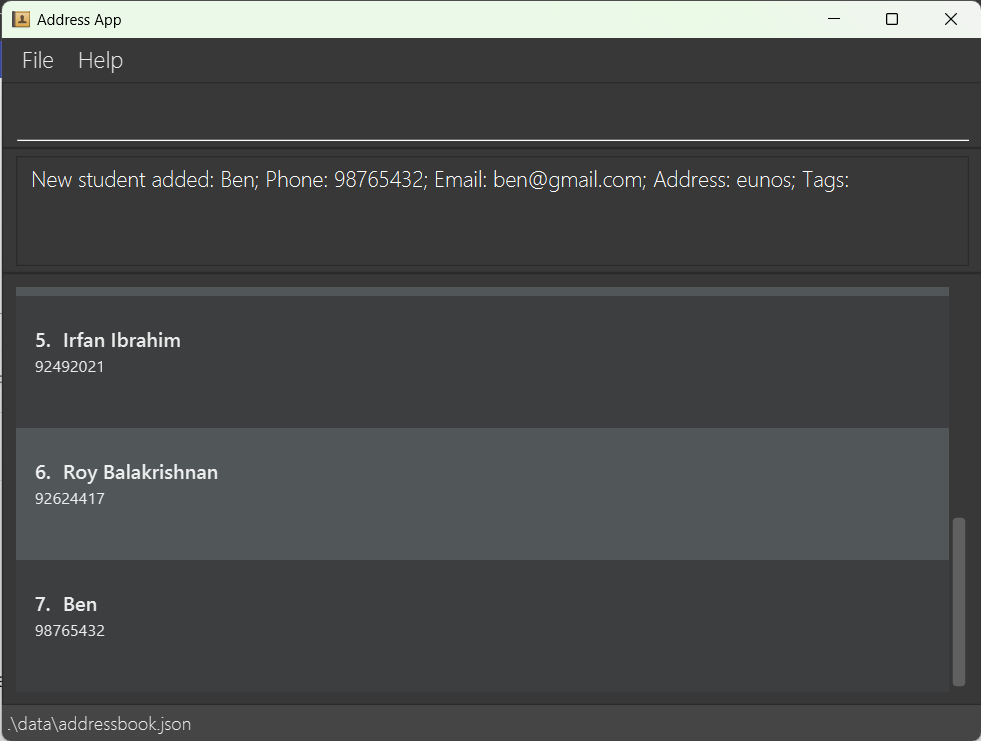 Address App
File Help
New student added: Ben; Phone: 98765432; Email: ben@gmail.com; Address: eunos; Tags:
5. Irfan Ibrahim
92492021
6. Roy Balakrishnan
92624417
7. Ben
98765432
.\data\addressbook.json